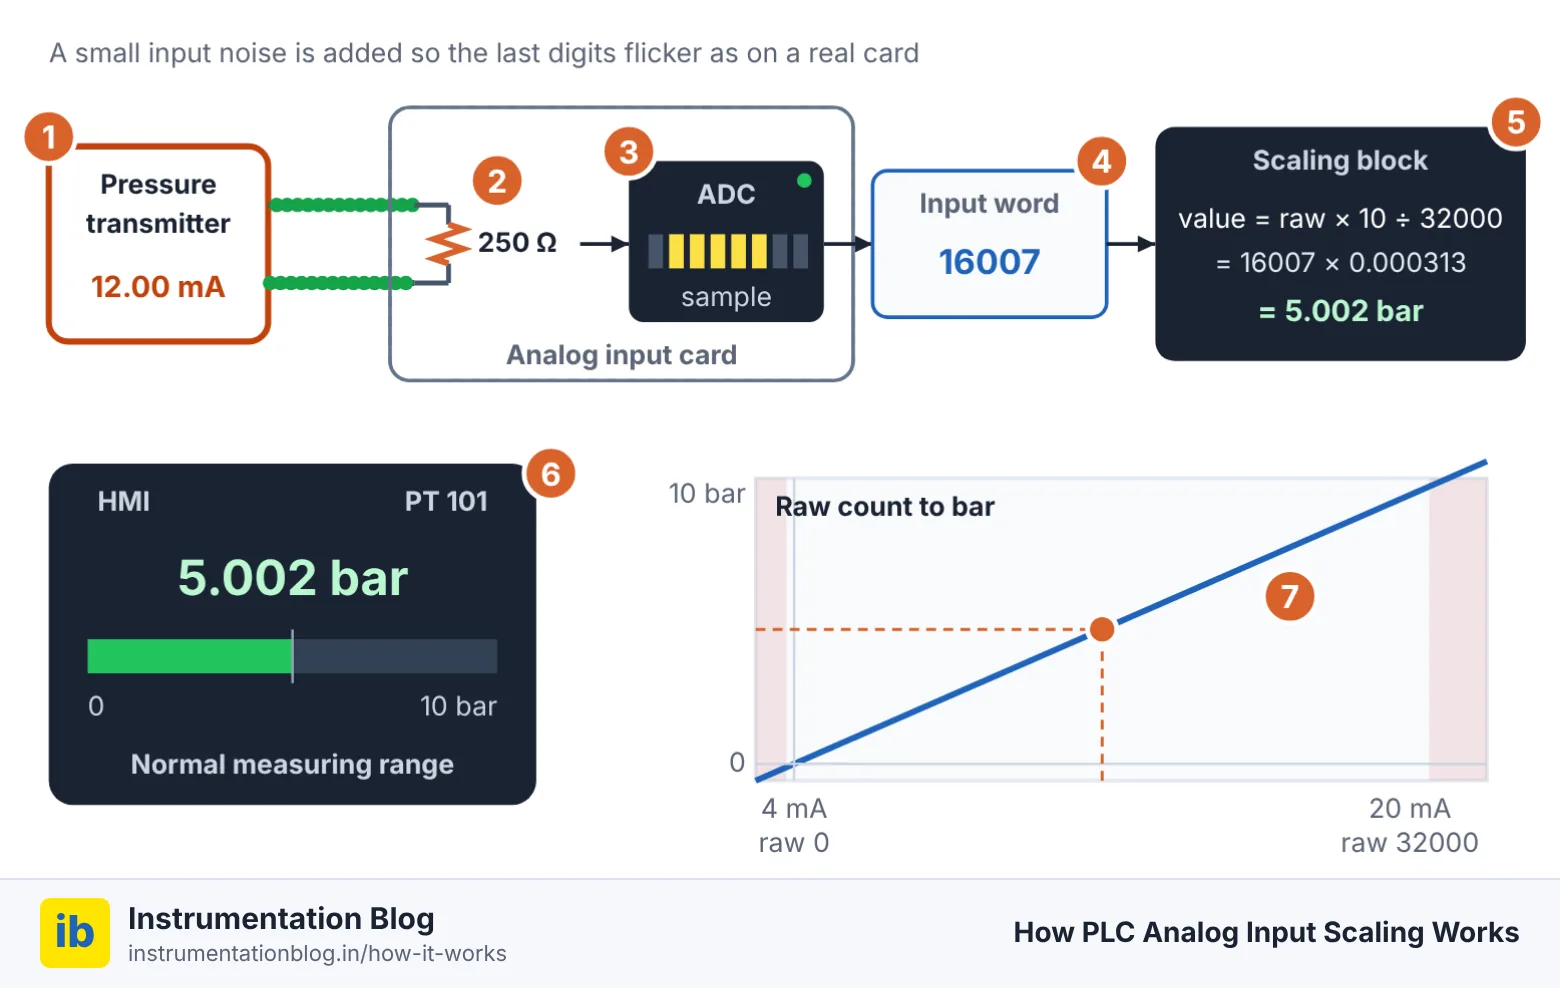 A small input noise is added so the last digits flicker as on a real card
1
Pressure
transmitter
12.00 mA
2
250 Ω
3
ADC
sample
Analog input card
4
Input word
16007
5
Scaling block
value = raw × 10 ÷ 32000
= 16007 × 0.000313
= 5.002 bar
6
HMI PT 101
5.002 bar
0 10 bar
Normal measuring range
10 bar
Raw count to bar
7
0
4 mA 20 mA
raw 0 raw 32000
ib
Instrumentation Blog
instrumentationblog.in/how-it-works
How PLC Analog Input Scaling Works